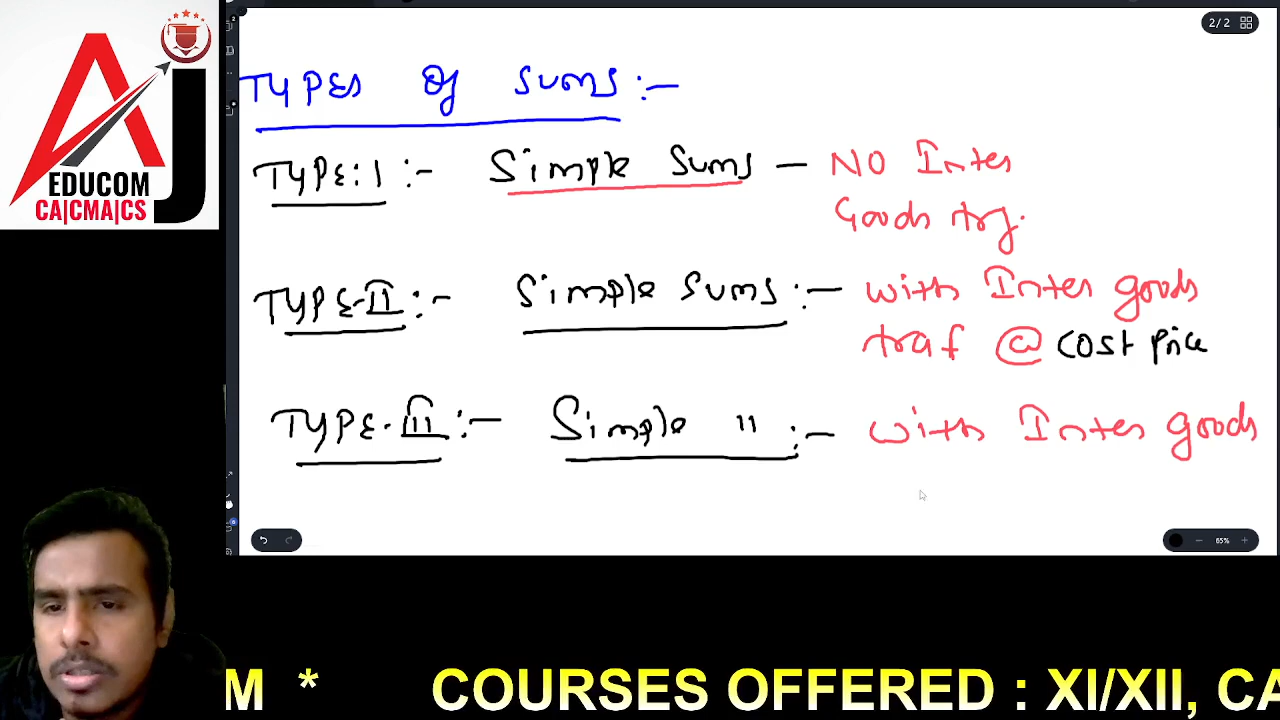 AJ
EDUCOM
CA|CMA|CS
2/2
TYPES Of SUMS :-
TYPE:1 :- Simple Sums - NO Inter
Goods trf.
TYPE-II :- Simple Sums :- with Inter goods
traf @ Cost Price
TYPE-III :- Simple " :- with Inter goods
65%
M * COURSES OFFERED : XI/XII, CA